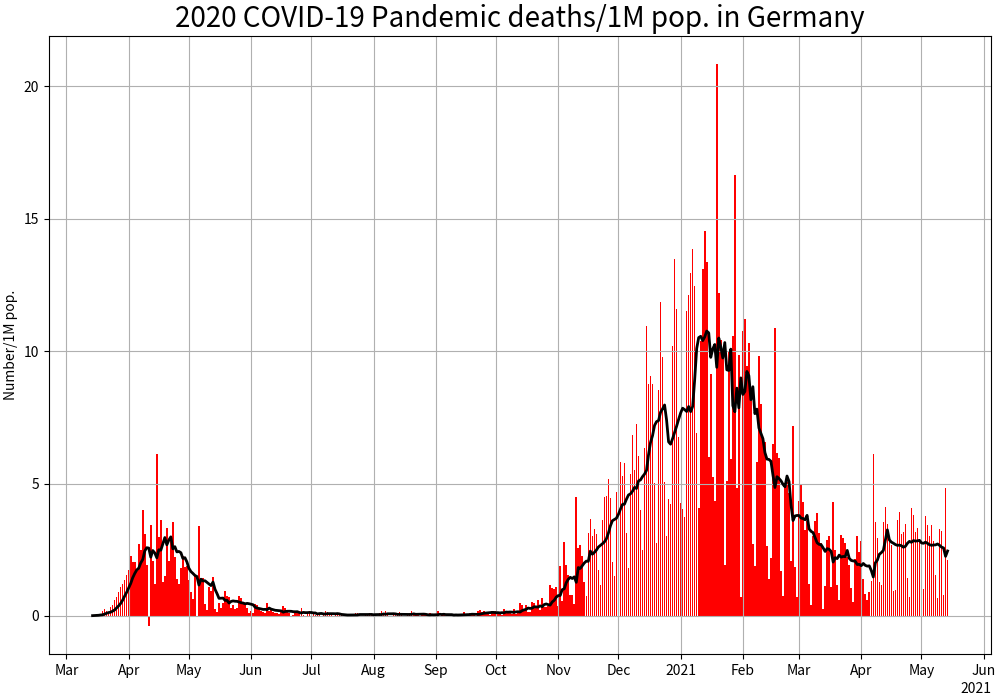 2020 COVID-19 Pandemic deaths/1M pop. in Germany
Number/1M pop.
20
15
10
5
0
Mar Apr May Jun Jul Aug Sep Oct Nov Dec 2021 Feb Mar Apr May Jun
2021